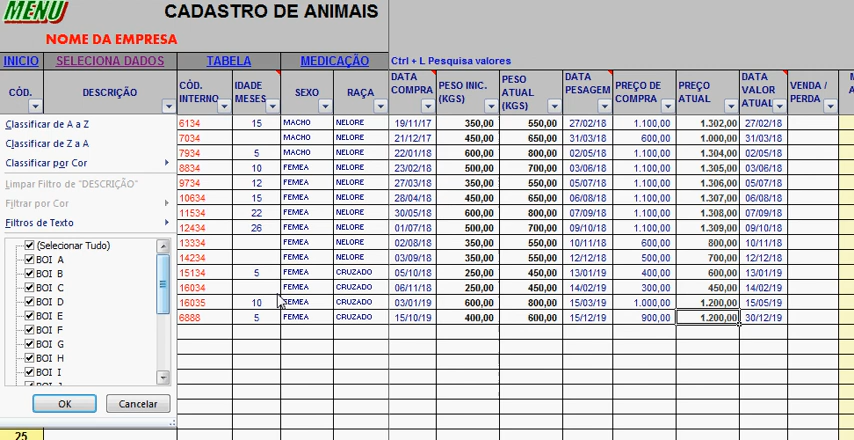 MENU
CADASTRO DE ANIMAIS
NOME DA EMPRESA
INICIO SELECIONA DADOS TABELA MEDICAÇÃO Ctrl + L Pesquisa valores
CÓD. DESCRIÇÃO CÓD. INTERNO IDADE MESES SEXO RAÇA DATA COMPRA PESO INIC. (KGS) PESO ATUAL (KGS) DATA PESAGEM PREÇO DE COMPRA PREÇO ATUAL DATA VALOR ATUAL VENDA / PERDA
6134 15 MACHO NELORE 19/11/17 350,00 550,00 27/02/18 1.100,00 1.302,00 27/02/18
7034 MACHO NELORE 21/12/17 450,00 650,00 31/03/18 600,00 1.000,00 31/03/18
7934 5 MACHO NELORE 22/01/18 600,00 800,00 02/05/18 1.100,00 1.304,00 02/05/18
8834 10 FEMEA NELORE 23/02/18 500,00 700,00 03/06/18 1.100,00 1.305,00 03/06/18
9734 12 FEMEA NELORE 27/03/18 350,00 550,00 05/07/18 1.100,00 1.306,00 05/07/18
10634 15 FEMEA NELORE 28/04/18 450,00 650,00 06/08/18 1.100,00 1.307,00 06/08/18
11534 22 FEMEA NELORE 30/05/18 600,00 800,00 07/09/18 1.100,00 1.308,00 07/09/18
12434 26 FEMEA NELORE 01/07/18 500,00 700,00 09/10/18 1.100,00 1.309,00 09/10/18
13334 FEMEA NELORE 02/08/18 350,00 550,00 10/11/18 600,00 800,00 10/11/18
14234 FEMEA NELORE 03/09/18 350,00 550,00 12/12/18 500,00 700,00 12/12/18
15134 5 FEMEA CRUZADO 05/10/18 250,00 450,00 13/01/19 400,00 600,00 13/01/19
16034 FEMEA CRUZADO 06/11/18 250,00 450,00 14/02/19 300,00 450,00 14/02/19
16035 10 FEMEA CRUZADO 03/01/19 600,00 800,00 15/03/19 1.000,00 1.200,00 15/05/19
6888 5 FEMEA CRUZADO 15/10/19 400,00 600,00 15/12/19 900,00 1.200,00 30/12/19
Classificar de A a Z
Classificar de Z a A
Classificar por Cor
Limpar Filtro de "DESCRIÇÃO"
Filtrar por Cor
Filtros de Texto
(Selecionar Tudo)
BOI A
BOI B
BOI C
BOI D
BOI E
BOI F
BOI G
BOI H
BOI I
OK Cancelar
25